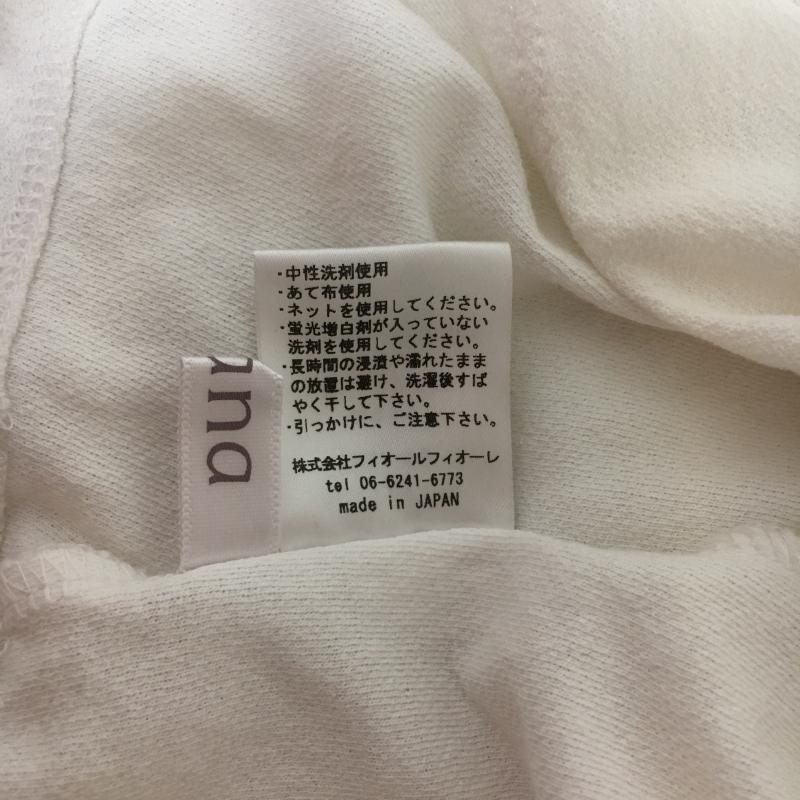 ・中性洗剤使用
・あて布使用
・ネットを使用してください。
・蛍光増白剤が入っていない
洗剤を使用してください。
・長時間の浸漬や濡れたまま
の放置は避け、洗濯後すば
やく干して下さい。
・引っかけに、ご注意下さい。
株式会社フィオールフィオーレ
tel 06-6241-6773
made in JAPAN
una